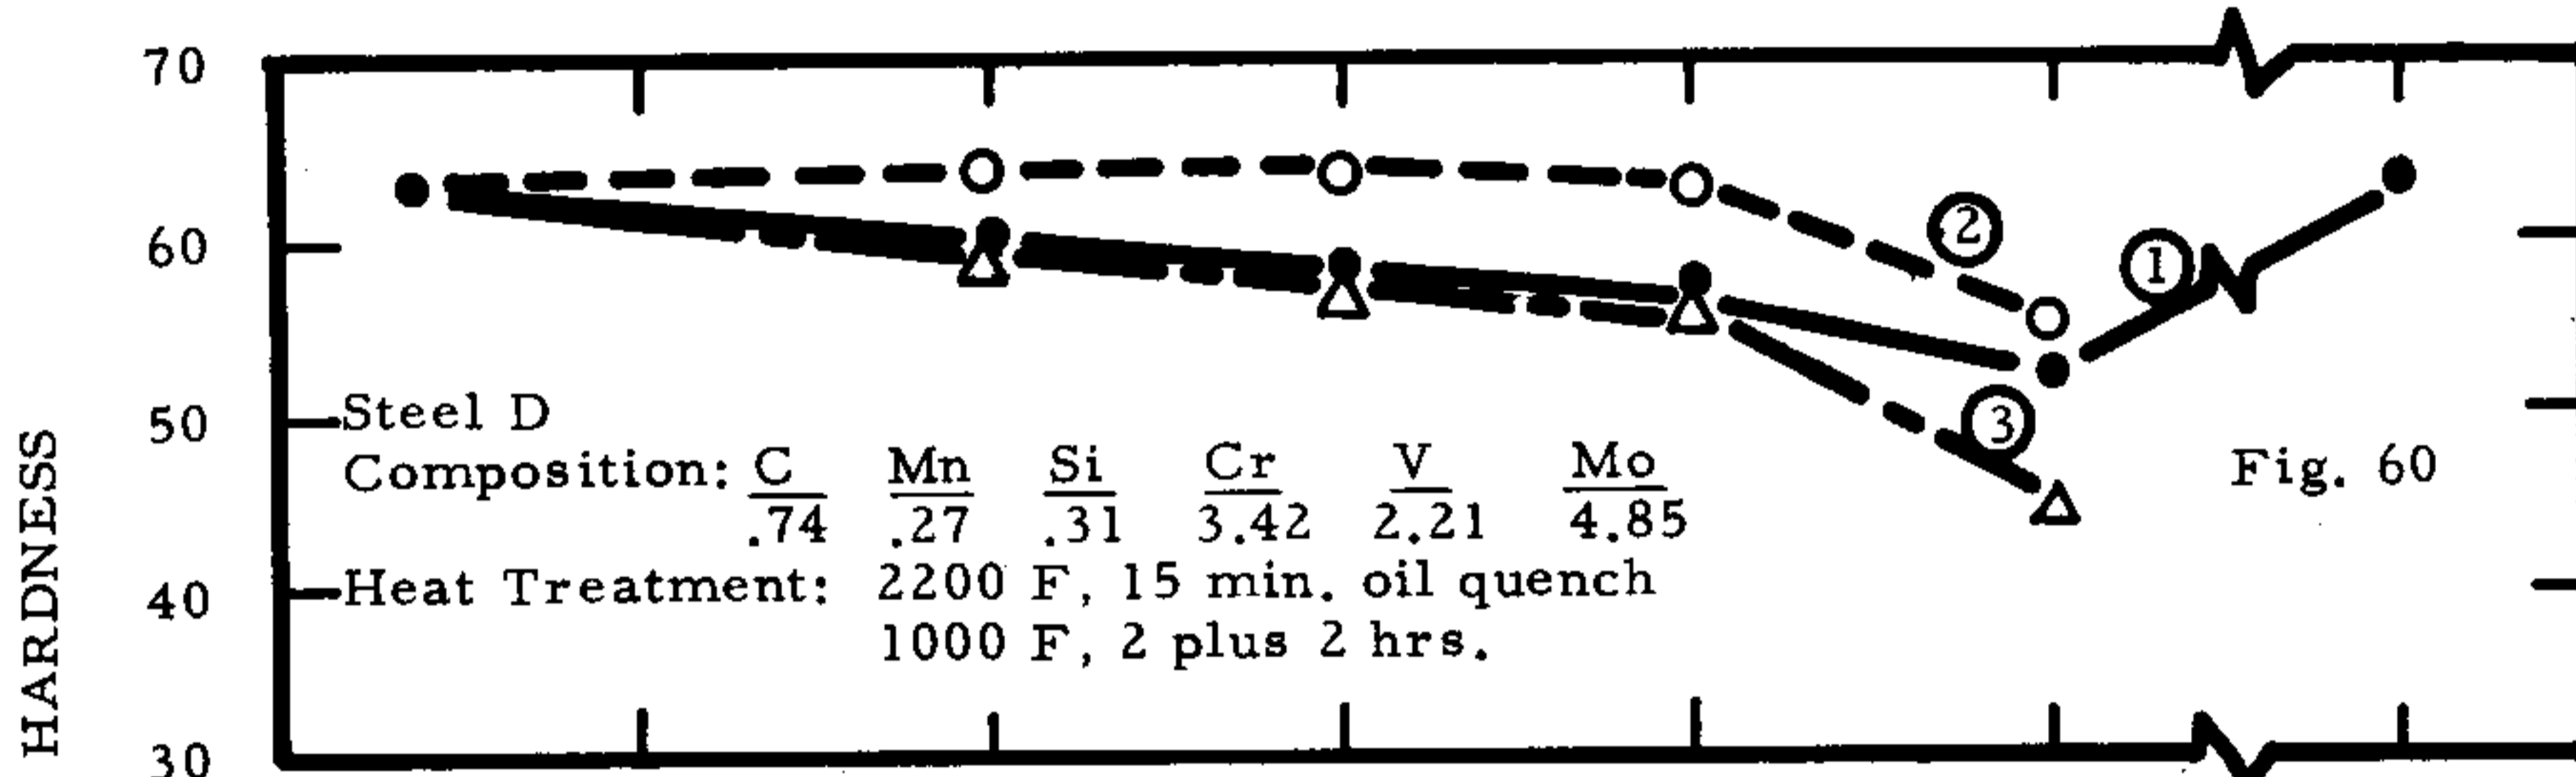 70
60
50
40
30
HARDNESS
②
①
③
Steel D
Composition: C Mn Si Cr V Mo
.74 .27 .31 3.42 2.21 4.85
Heat Treatment: 2200 F, 15 min. oil quench
1000 F, 2 plus 2 hrs.
Fig. 60